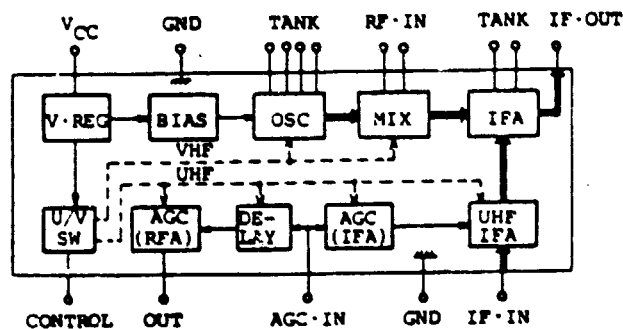 VCC GND TANK RF·IN TANK IF·OUT
V·REG BIAS OSC MIX IFA
VHF
UHF
U/V SW AGC (RFA) DE- LAY AGC (IFA) UHF IFA
CONTROL OUT AGC·IN GND IF·IN